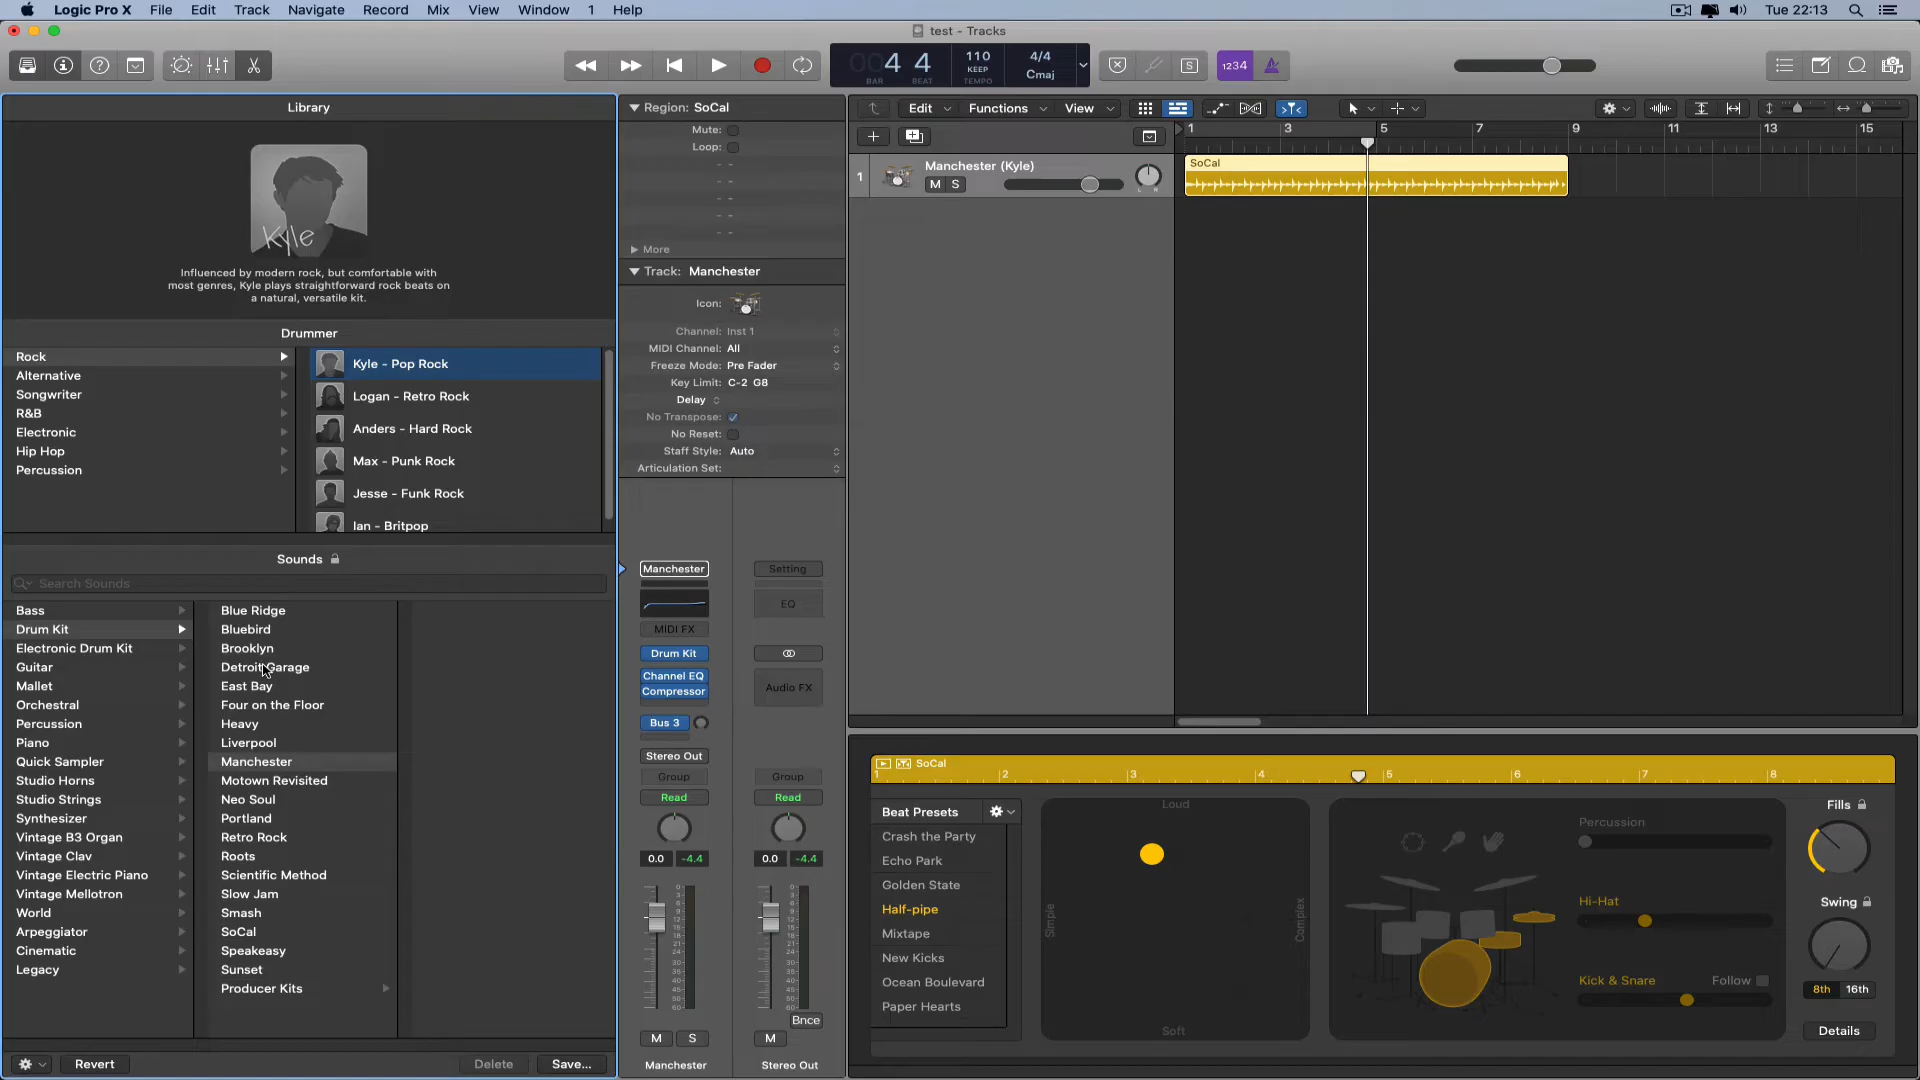 Logic Pro X File Edit Track Navigate Record Mix View Window 1 Help
Tue 22:13
test - Tracks
4 4
BAR BEAT
110
KEEP
TEMPO
4/4
Cmaj
S
1234
Library
Kyle
Influenced by modern rock, but comfortable with
most genres, Kyle plays straightforward rock beats on
a natural, versatile kit.
Drummer
Rock
Alternative
Songwriter
R&B
Electronic
Hip Hop
Percussion
Kyle - Pop Rock
Logan - Retro Rock
Anders - Hard Rock
Max - Punk Rock
Jesse - Funk Rock
Ian - Britpop
Sounds
Search Sounds
Bass
Drum Kit
Electronic Drum Kit
Guitar
Mallet
Orchestral
Percussion
Piano
Quick Sampler
Studio Horns
Studio Strings
Synthesizer
Vintage B3 Organ
Vintage Clav
Vintage Electric Piano
Vintage Mellotron
World
Arpeggiator
Cinematic
Legacy
Blue Ridge
Bluebird
Brooklyn
Detroit Garage
East Bay
Four on the Floor
Heavy
Liverpool
Manchester
Motown Revisited
Neo Soul
Portland
Retro Rock
Roots
Scientific Method
Slow Jam
Smash
SoCal
Speakeasy
Sunset
Producer Kits
Revert
Delete
Save...
Region: SoCal
Mute:
Loop:
More
Track: Manchester
Icon:
Channel: Inst 1
MIDI Channel: All
Freeze Mode: Pre Fader
Key Limit: C-2 G8
Delay
No Transpose:
No Reset:
Staff Style: Auto
Articulation Set:
Manchester
MIDI FX
Drum Kit
Channel EQ
Compressor
Bus 3
Stereo Out
Group
Read
0.0 -4.4
M S
Manchester
Setting
EQ
Audio FX
Group
Read
0.0 -4.4
Bnce
M
Stereo Out
Edit Functions View
1 3 5 7 9 11 13 15
1
Manchester (Kyle)
M S
L R
SoCal
SoCal
1 2 3 4 5 6 7 8
Beat Presets
Crash the Party
Echo Park
Golden State
Half-pipe
Mixtape
New Kicks
Ocean Boulevard
Paper Hearts
Loud
Simple
Complex
Soft
Percussion
Hi-Hat
Kick & Snare
Follow
Fills
Swing
8th 16th
Details